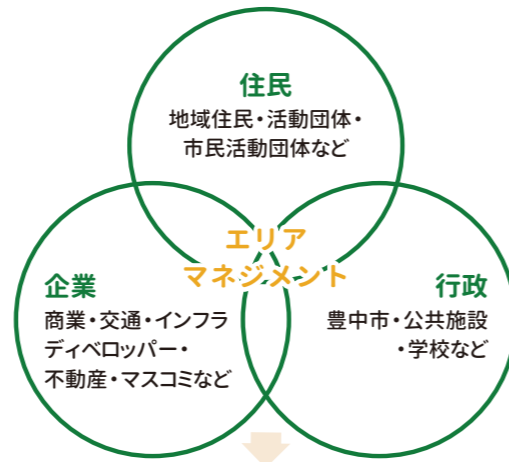 住民
地域住民・活動団体・
市民活動団体など
エリア
マネジメント
企業
商業・交通・インフラ
ディベロッパー・
不動産・マスコミなど
行政
豊中市・公共施設
・学校など